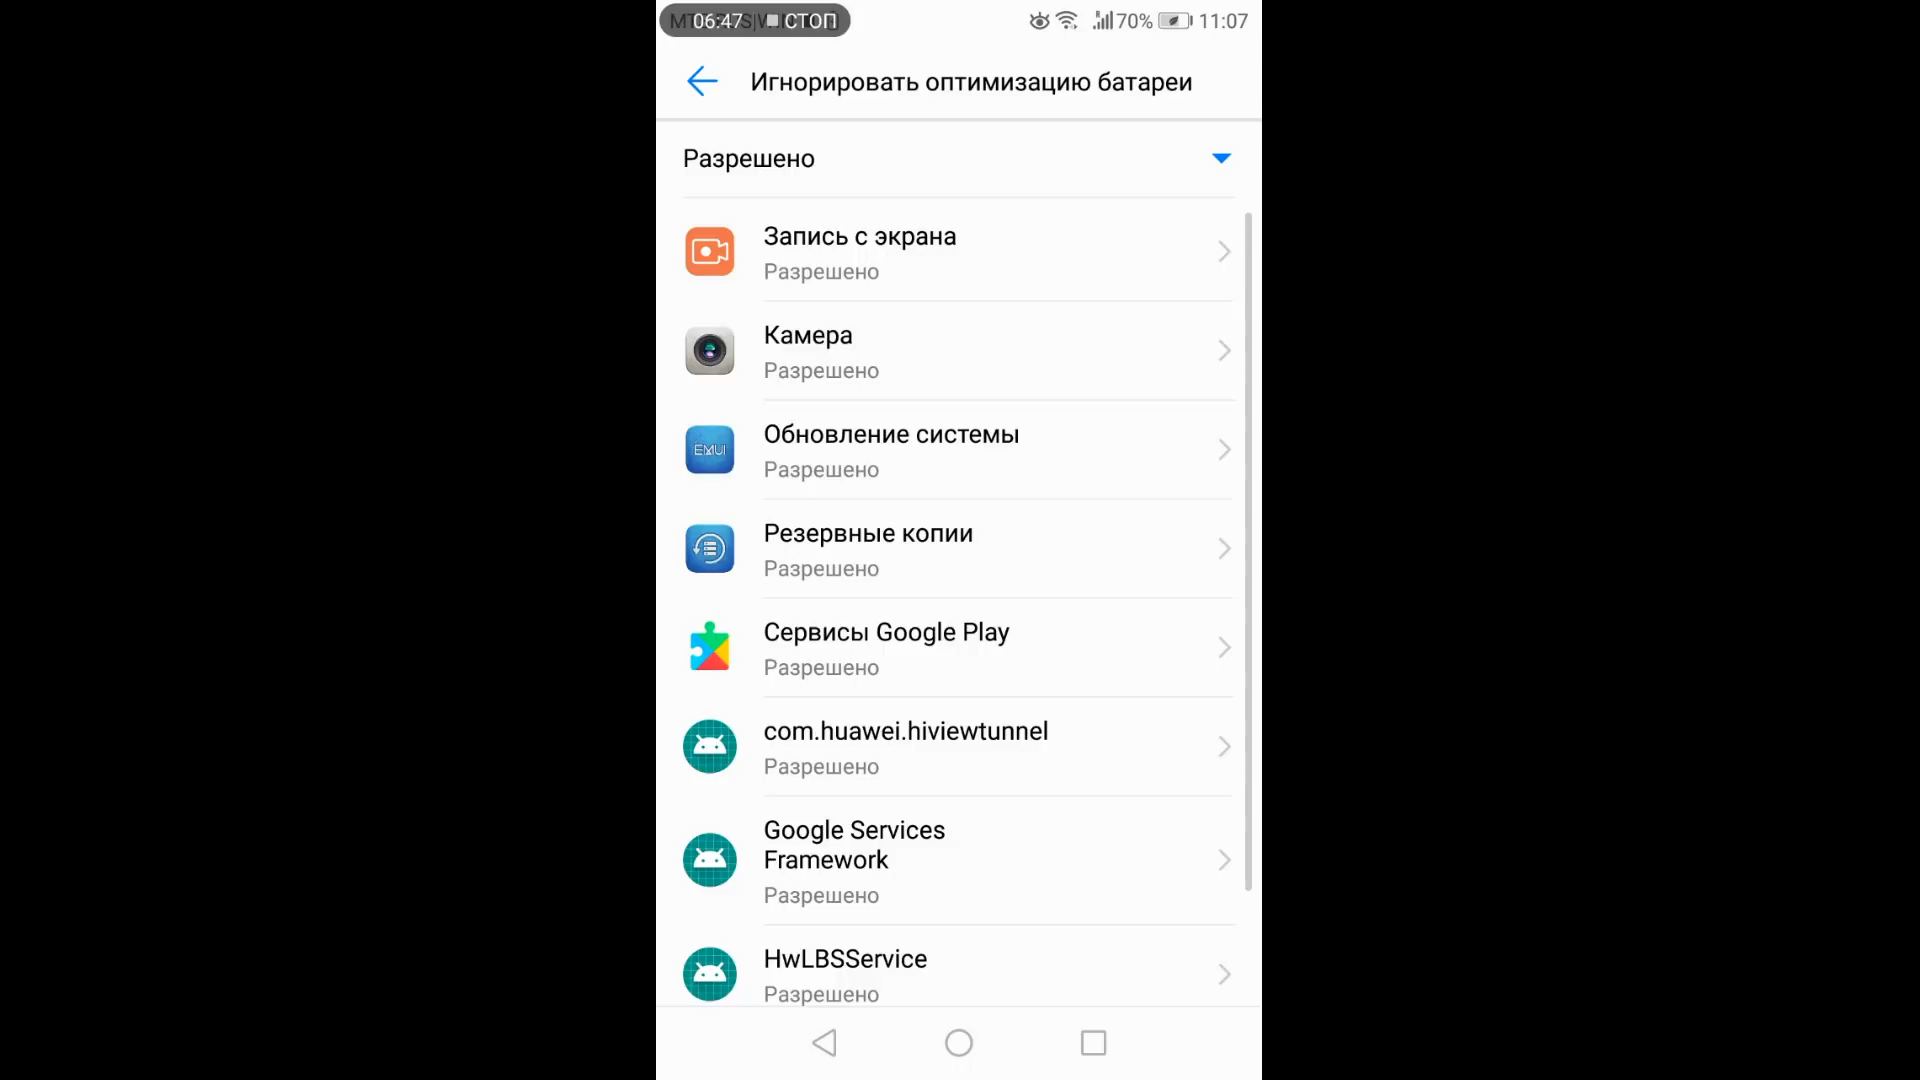 06:47 СТОП 70% 11:07
Игнорировать оптимизацию батареи
Разрешено
Запись с экрана
Разрешено
Камера
Разрешено
EMUI
Обновление системы
Разрешено
Резервные копии
Разрешено
Сервисы Google Play
Разрешено
com.huawei.hiviewtunnel
Разрешено
Google Services
Framework
Разрешено
HwLBSService
Разрешено